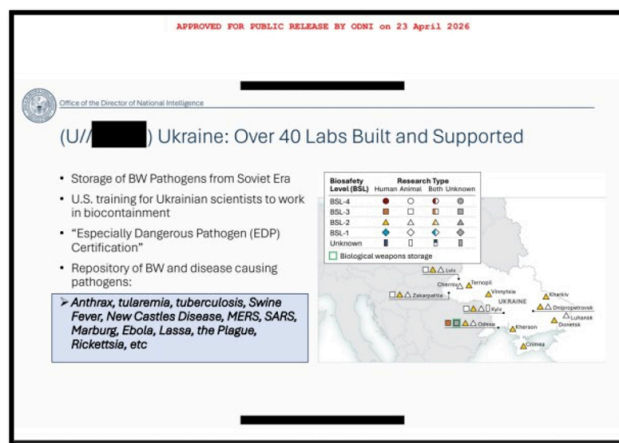 APPROVED FOR PUBLIC RELEASE BY ODNI on 23 April 2026
Office of the Director of National Intelligence
(U// ) Ukraine: Over 40 Labs Built and Supported
• Storage of BW Pathogens from Soviet Era
• U.S. training for Ukrainian scientists to work
in biocontainment
• “Especially Dangerous Pathogen (EDP)
Certification”
• Repository of BW and disease causing
pathogens:
➢ Anthrax, tularemia, tuberculosis, Swine
Fever, New Castles Disease, MERS, SARS,
Marburg, Ebola, Lassa, the Plague,
Rickettsia, etc
Biosafety Research Type
Level (BSL) Human Animal Both Unknown
BSL-4
BSL-3
BSL-2
BSL-1
Unknown
Biological weapons storage
Lviv
Ternopil
Vinnytsia
Kharkiv
Zakarpattia
Kyiv
UKRAINE
Dnipropetrovsk
Luhansk
Donetsk
Odesa
Kherson
Crimea